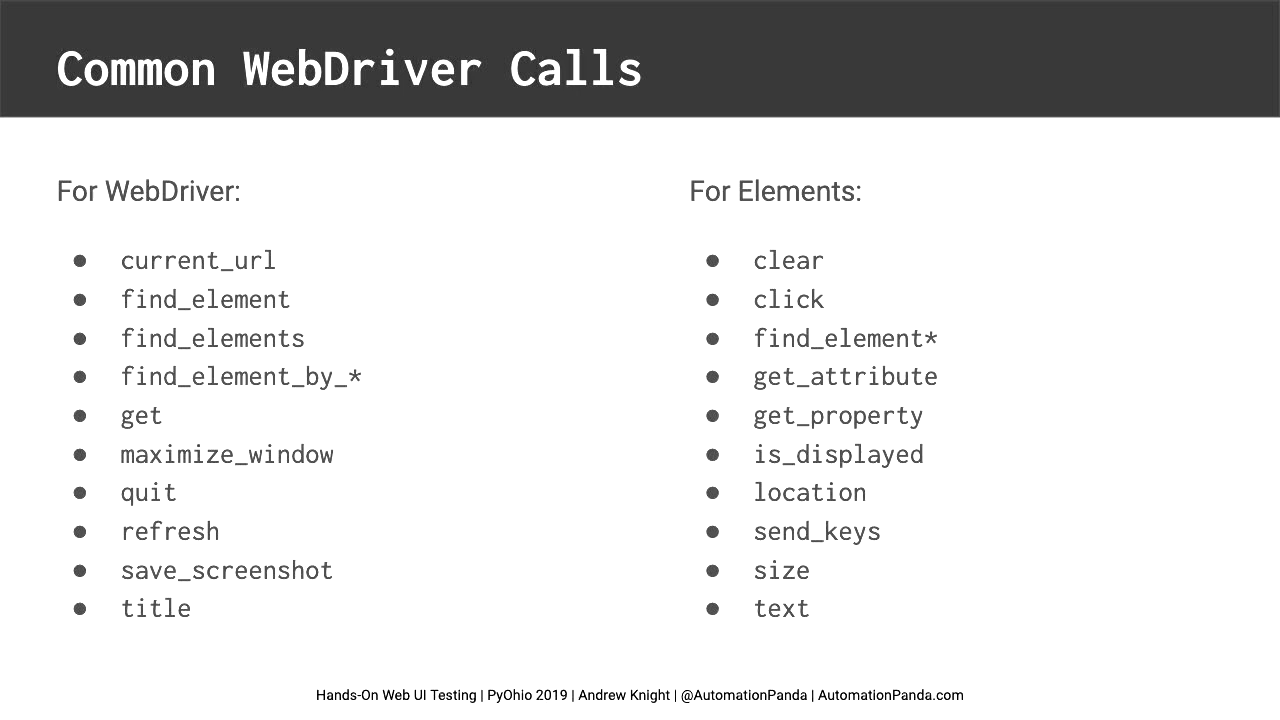 Common WebDriver Calls
For WebDriver:
● current_url
● find_element
● find_elements
● find_element_by_*
● get
● maximize_window
● quit
● refresh
● save_screenshot
● title
For Elements:
● clear
● click
● find_element*
● get_attribute
● get_property
● is_displayed
● location
● send_keys
● size
● text
Hands-On Web UI Testing | PyOhio 2019 | Andrew Knight | @AutomationPanda | AutomationPanda.com